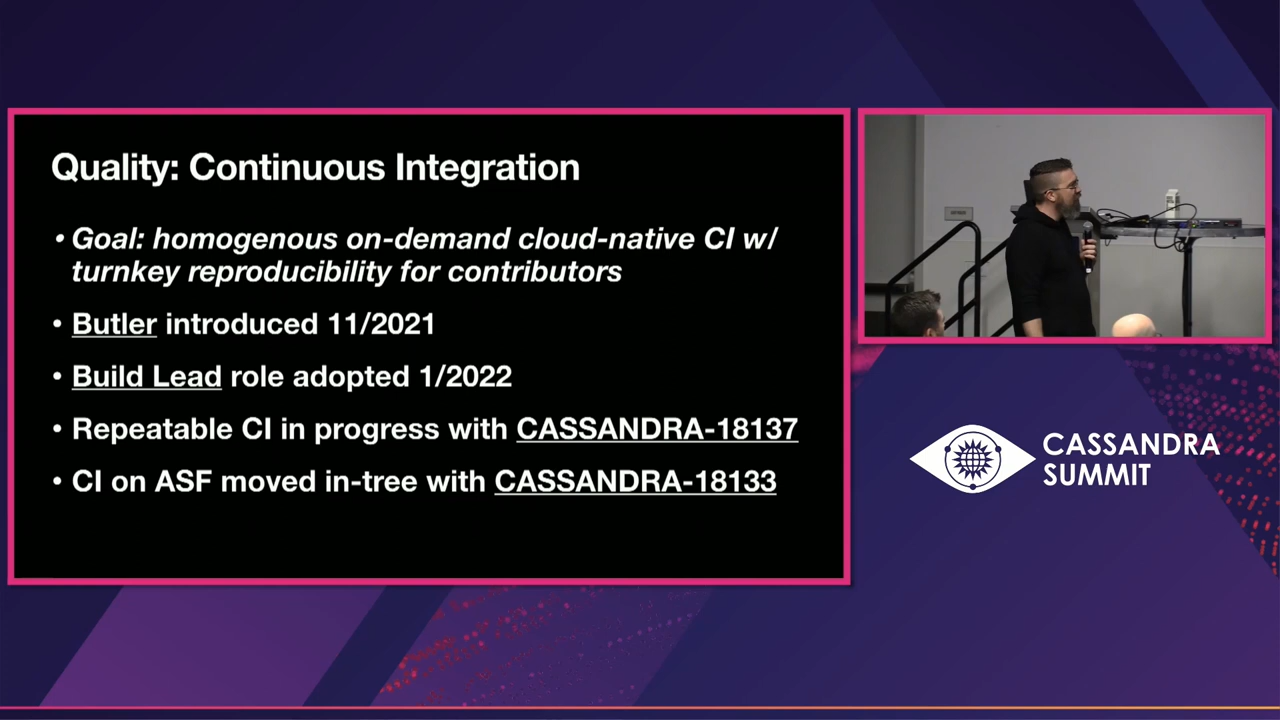 Quality: Continuous Integration
• Goal: homogenous on-demand cloud-native CI w/
turnkey reproducibility for contributors
• Butler introduced 11/2021
• Build Lead role adopted 1/2022
• Repeatable CI in progress with CASSANDRA-18137
• CI on ASF moved in-tree with CASSANDRA-18133
CASSANDRA
SUMMIT